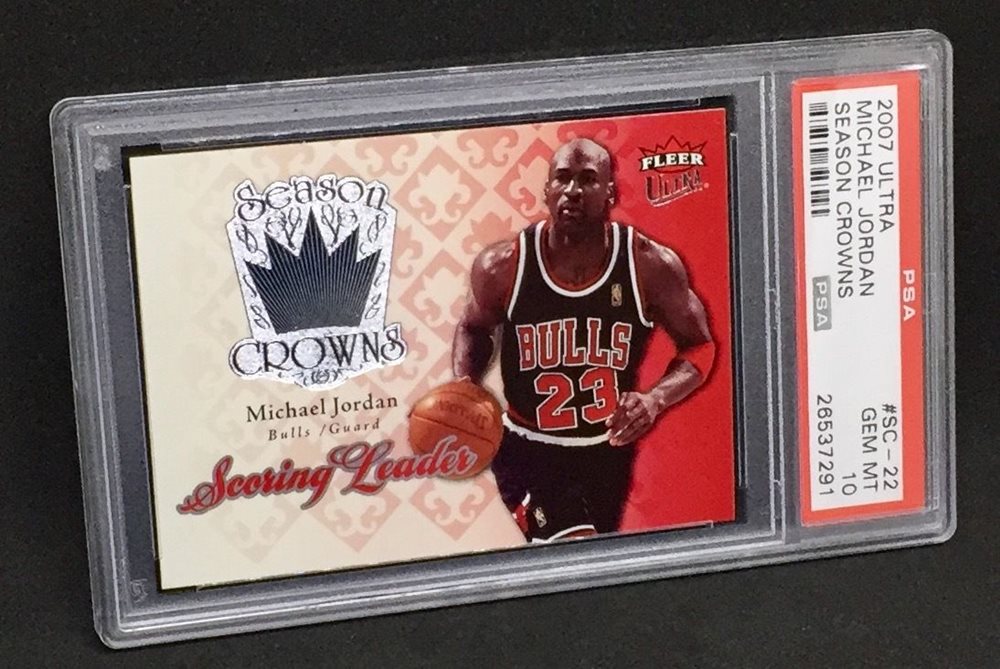 Season
Crowns
Michael Jordan
Bulls /Guard
Scoring Leader
FLEER
ULTRA
BULLS
23
PSA
2007 ULTRA
MICHAEL JORDAN
SEASON CROWNS
PSA
#SC-22
GEM MT
10
26537291